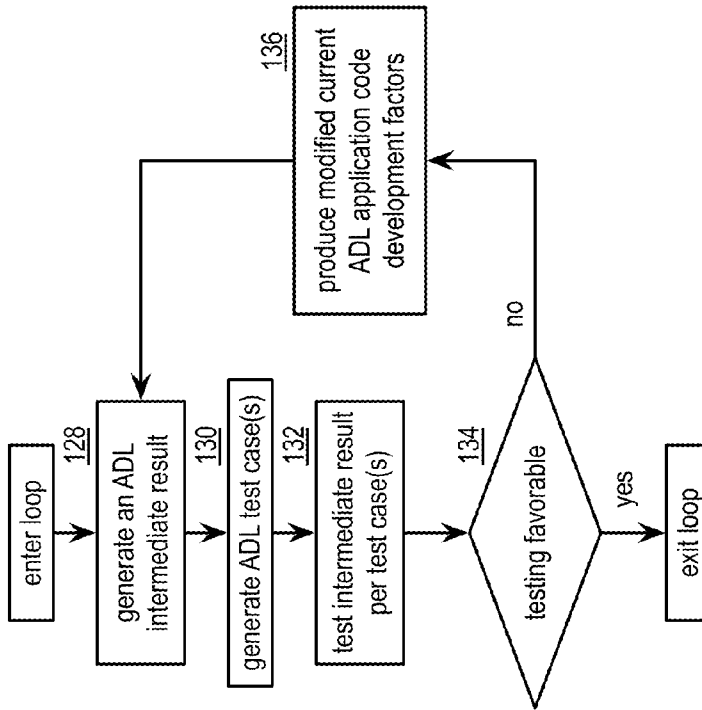 enter loop
128
generate an ADL
intermediate result
130
generate ADL test case(s)
132
test intermediate result
per test case(s)
134
testing favorable
no
136
produce modified current
ADL application code
development factors
yes
exit loop